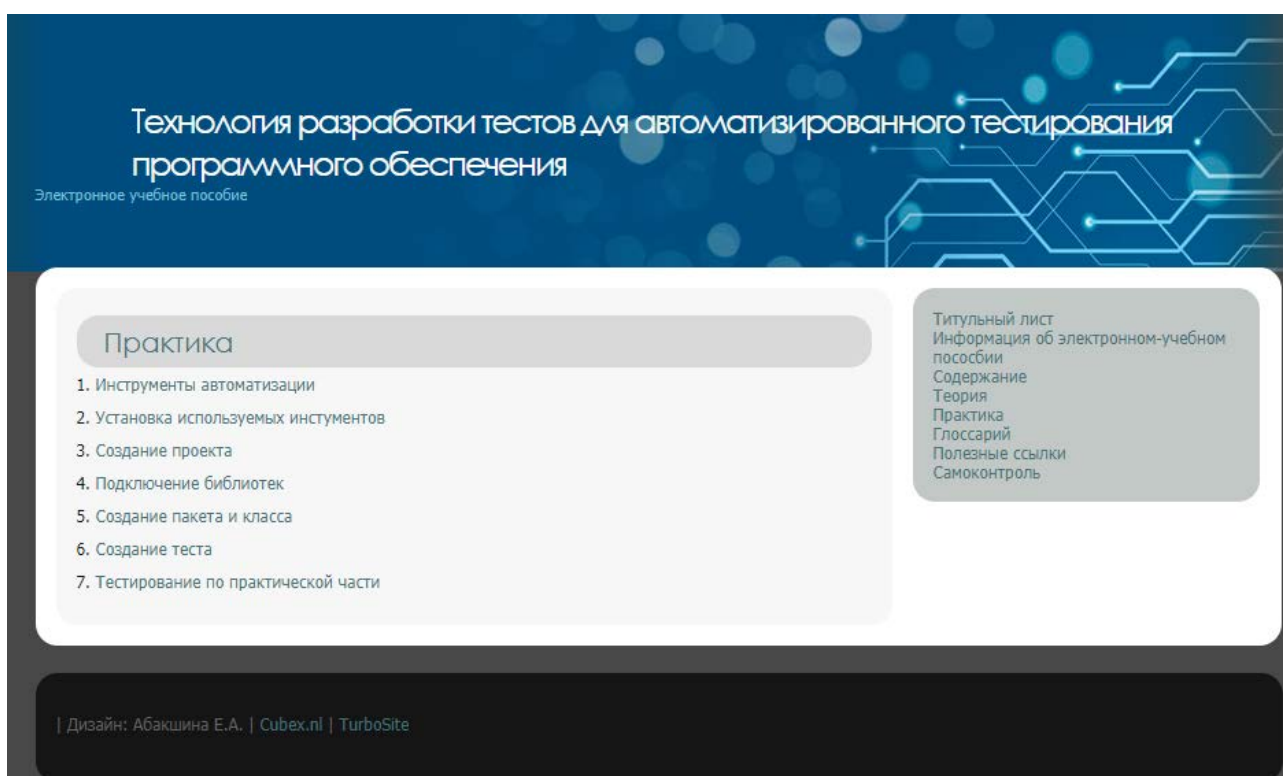 Технология разработки тестов для автоматизированного тестирования
программного обеспечения
Электронное учебное пособие
Практика
1. Инструменты автоматизации
2. Установка используемых инстументов
3. Создание проекта
4. Подключение библиотек
5. Создание пакета и класса
6. Создание теста
7. Тестирование по практической части
Титульный лист
Информация об электронном-учебном
пососбии
Содержание
Теория
Практика
Глоссарий
Полезные ссылки
Самоконтроль
| Дизайн: Абакшина Е.А. | Cubex.nl | TurboSite